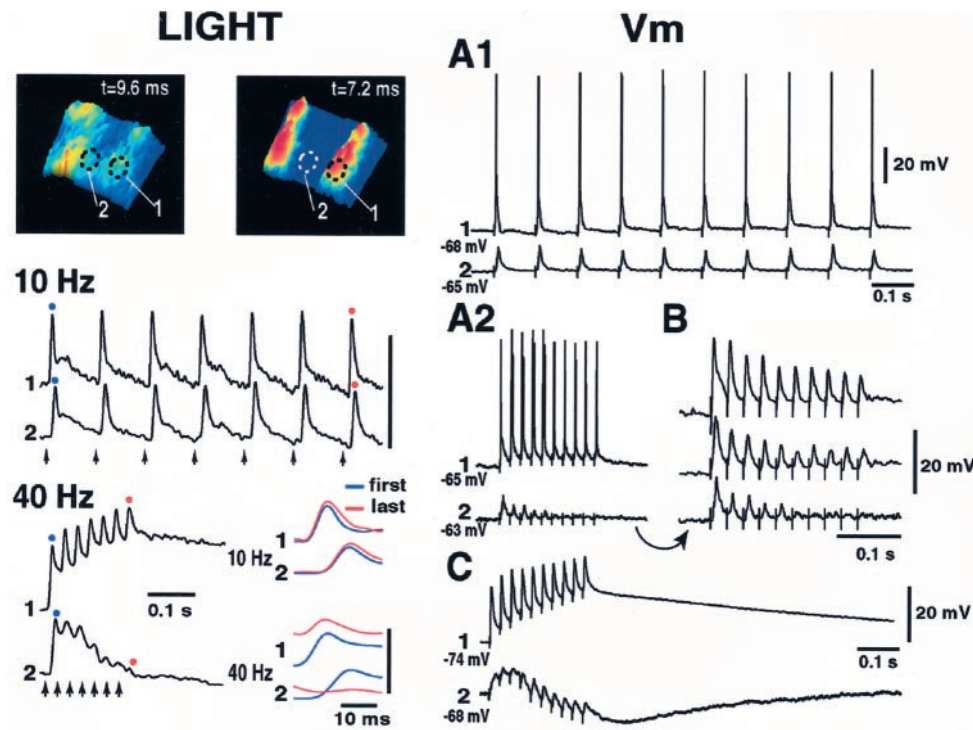 LIGHT
t=9.6 ms
2
1
t=7.2 ms
2
1
10 Hz
1
2
40 Hz
1
0.1 s
2
first
last
1
10 Hz
2
1
40 Hz
2
10 ms
Vm
A1
20 mV
1
-68 mV
2
-65 mV
0.1 s
A2
1
-65 mV
2
-63 mV
B
20 mV
0.1 s
C
1
-74 mV
20 mV
0.1 s
2
-68 mV